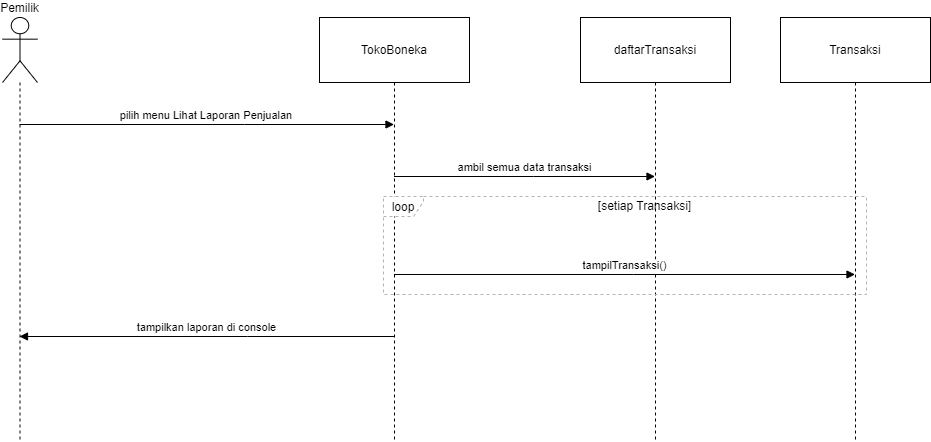 Pemilik
TokoBoneka
daftarTransaksi
Transaksi
pilih menu Lihat Laporan Penjualan
ambil semua data transaksi
loop
[setiap Transaksi]
tampilTransaksi()
tampilkan laporan di console